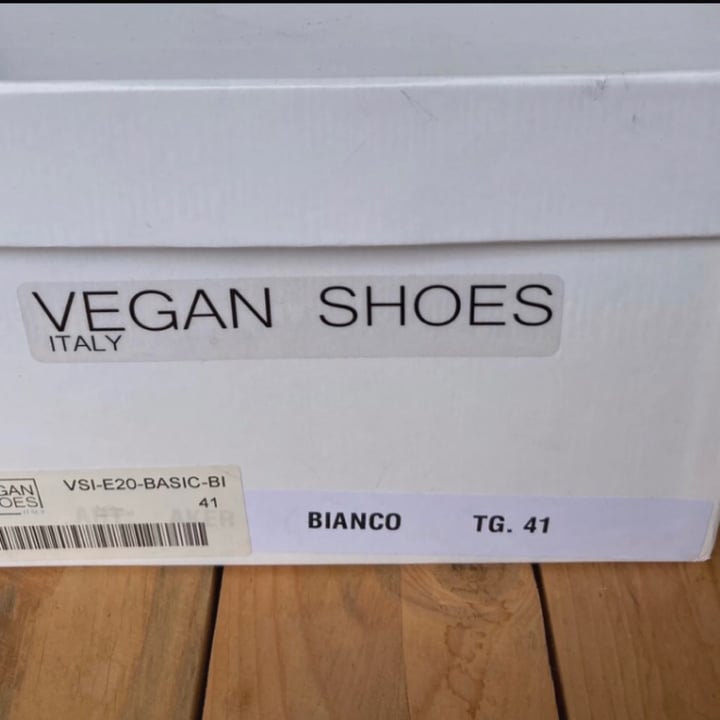 VEGAN SHOES
ITALY
VSI-E20-BASIC-BI
41
BIANCO TG. 41